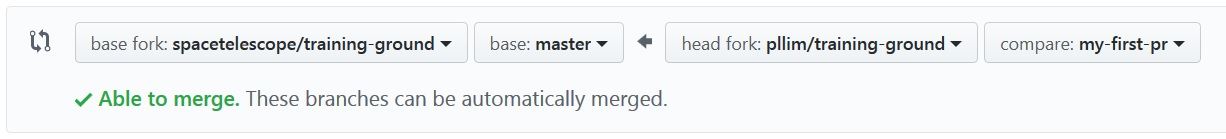 base fork: spacetelescope/training-ground base: master head fork: pllim/training-ground compare: my-first-pr
Able to merge. These branches can be automatically merged.